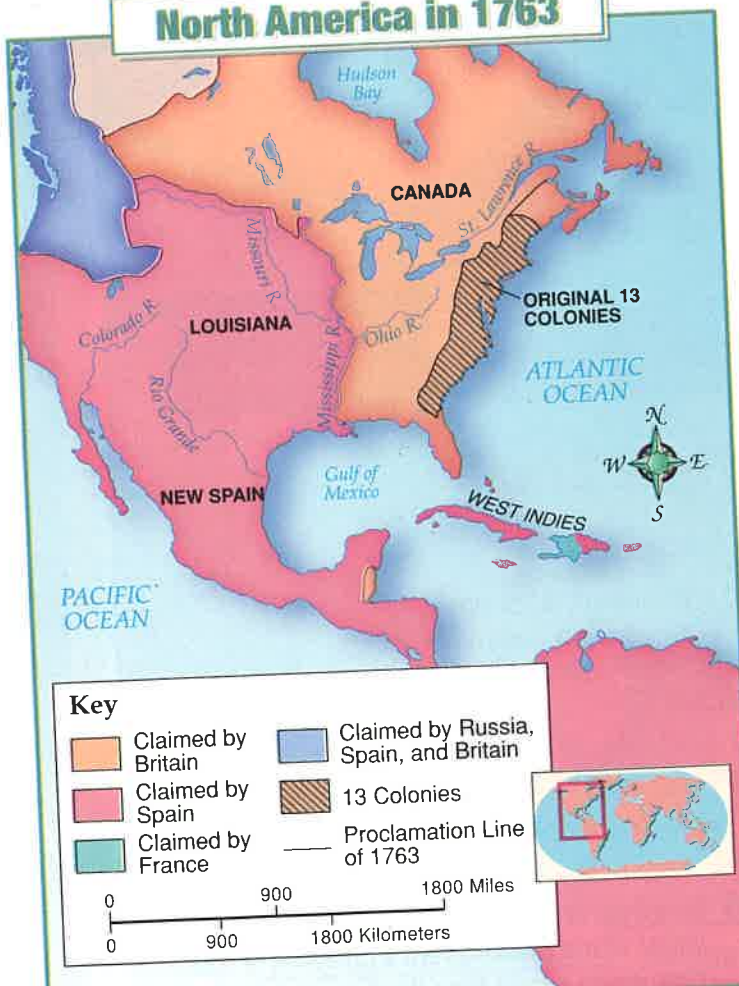 North America in 1763
Hudson
Bay
CANADA
St. Lawrence R.
Missouri R.
ORIGINAL 13
COLONIES
Colorado R.
LOUISIANA
Ohio R.
Mississippi R.
ATLANTIC
OCEAN
Rio Grande
N
W
E
S
Gulf of
Mexico
NEW SPAIN
WEST INDIES
PACIFIC
OCEAN
Key
Claimed by
Britain
Claimed by
Spain
Claimed by
France
Claimed by Russia,
Spain, and Britain
13 Colonies
Proclamation Line
of 1763
0 900 1800 Miles
0 900 1800 Kilometers